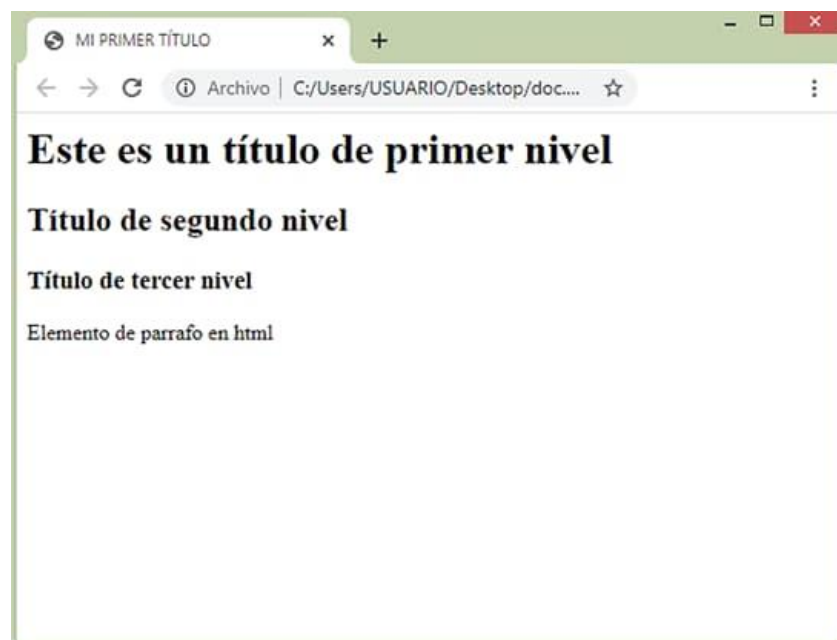 MI PRIMER TÍTULO
Archivo | C:/Users/USUARIO/Desktop/doc....
Este es un título de primer nivel
Título de segundo nivel
Título de tercer nivel
Elemento de parrafo en html